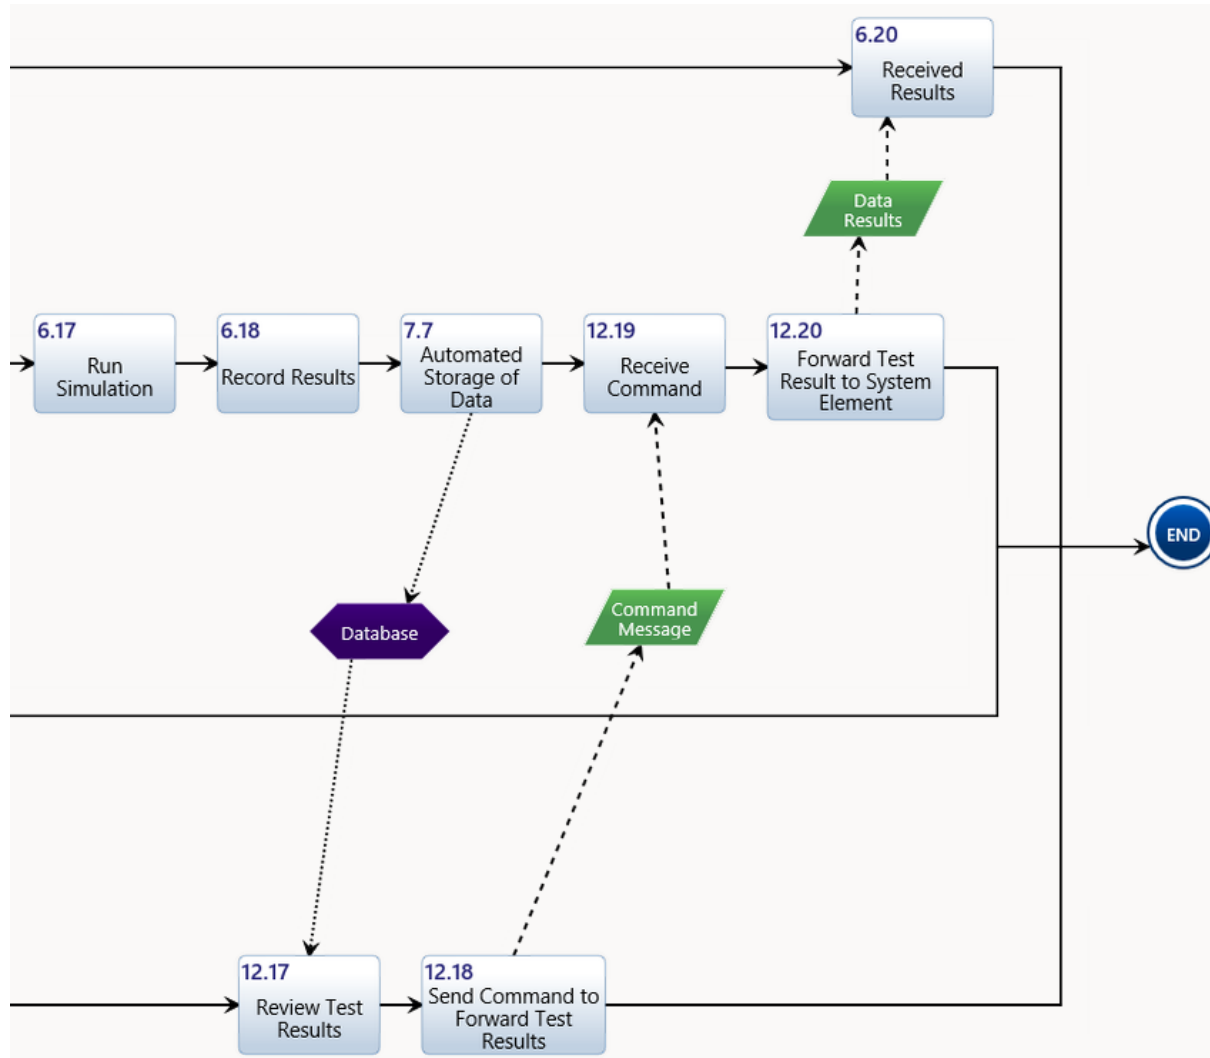 6.20
Received
Results
Data
Results
6.17
Run
Simulation
6.18
Record Results
7.7
Automated
Storage of
Data
12.19
Receive
Command
12.20
Forward Test
Result to System
Element
END
Database
Command
Message
12.17
Review Test
Results
12.18
Send Command to
Forward Test
Results